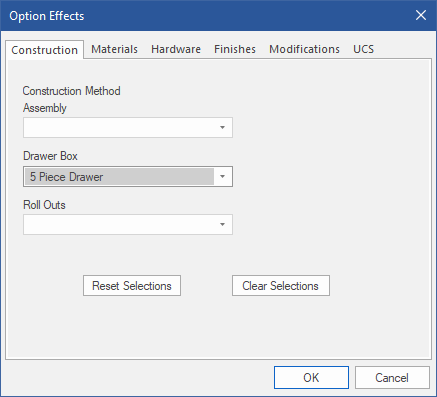 Option Effects
Construction Materials Hardware Finishes Modifications UCS
Construction Method
Assembly
Drawer Box
5 Piece Drawer
Roll Outs
Reset Selections Clear Selections
OK Cancel